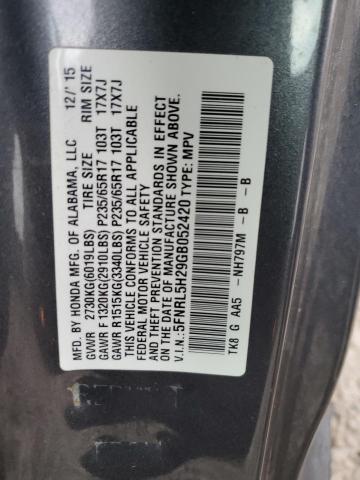 MFD. BY HONDA MFG. OF ALABAMA, LLC 12/'15
GVWR 2730KG(6019LBS) TIRE SIZE RIM SIZE
GAWR F 1320KG(2910LBS) P235/65R17 103T 17X7J
GAWR R1515KG(3340LBS) P235/65R17 103T 17X7J
THIS VEHICLE CONFORMS TO ALL APPLICABLE
FEDERAL MOTOR VEHICLE SAFETY
AND THEFT PREVENTION STANDARDS IN EFFECT
ON THE DATE OF MANUFACTURE SHOWN ABOVE.
V.I.N.:5FNRL5H29GB052420 TYPE: MPV
TK8 G AA5 -NH797M - B - B